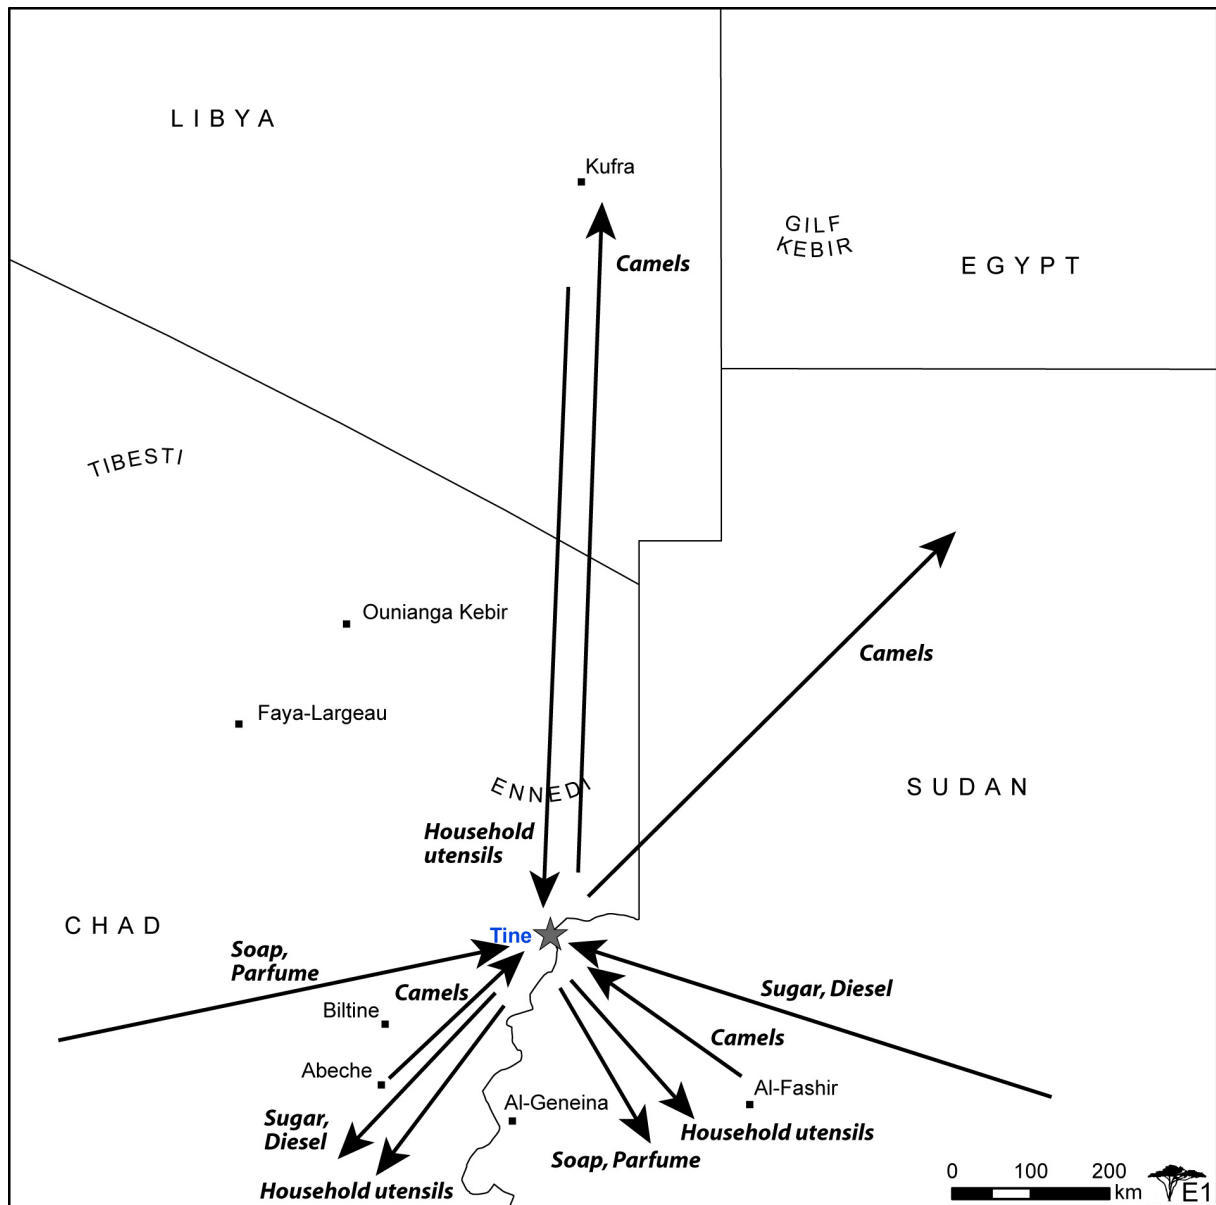 LIBYA
Kufra
GILF
KEBIR
Camels
EGYPT
TIBESTI
Ounianga Kebir
Camels
Faya-Largeau
ENNEDI
SUDAN
Household
utensils
CHAD
Tine
Soap,
Parfume
Camels
Sugar, Diesel
Biltine
Camels
Abeche
Al-Fashir
Al-Geneina
Sugar,
Diesel
Household utensils
Soap, Parfume
Household utensils
0 100 200
km
E1